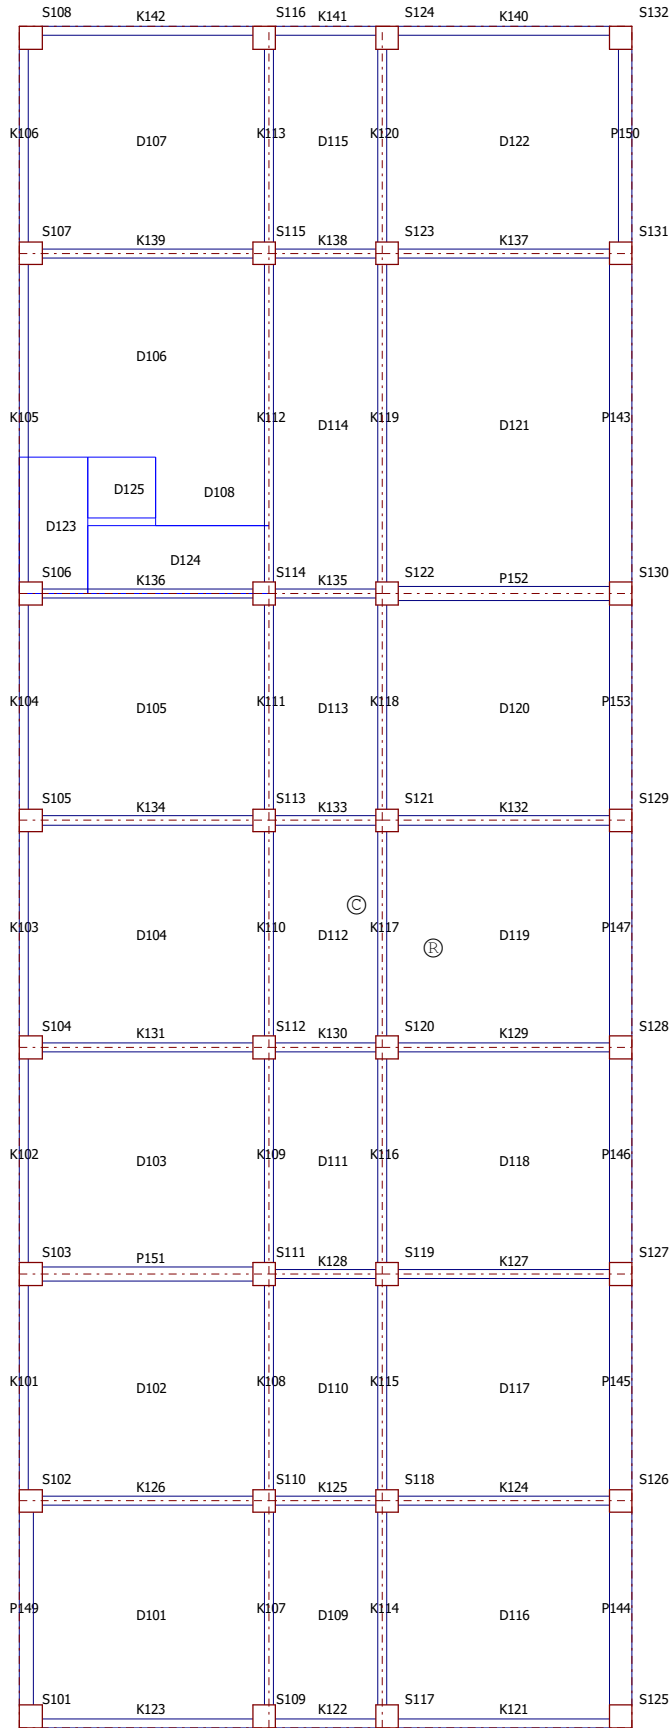 S108 K142 S116 K141 S124 K140 S132
K106 D107 K113 D115 K120 D122 P150
S107 K139 S115 K138 S123 K137 S131
D106
K105 K112 D114 K119 D121 P143
D125 D108
D123
D124
S106 K136 S114 K135 S122 P152 S130
K104 D105 K111 D113 K118 D120 P153
S105 K134 S113 K133 S121 K132 S129
©
K103 D104 K110 D112 K117 D119 P147
®
S104 K131 S112 K130 S120 K129 S128
K102 D103 K109 D111 K116 D118 P146
S103 P151 S111 K128 S119 K127 S127
K101 D102 K108 D110 K115 D117 P145
S102 K126 S110 K125 S118 K124 S126
P149 D101 K107 D109 K114 D116 P144
S101 K123 S109 K122 S117 K121 S125